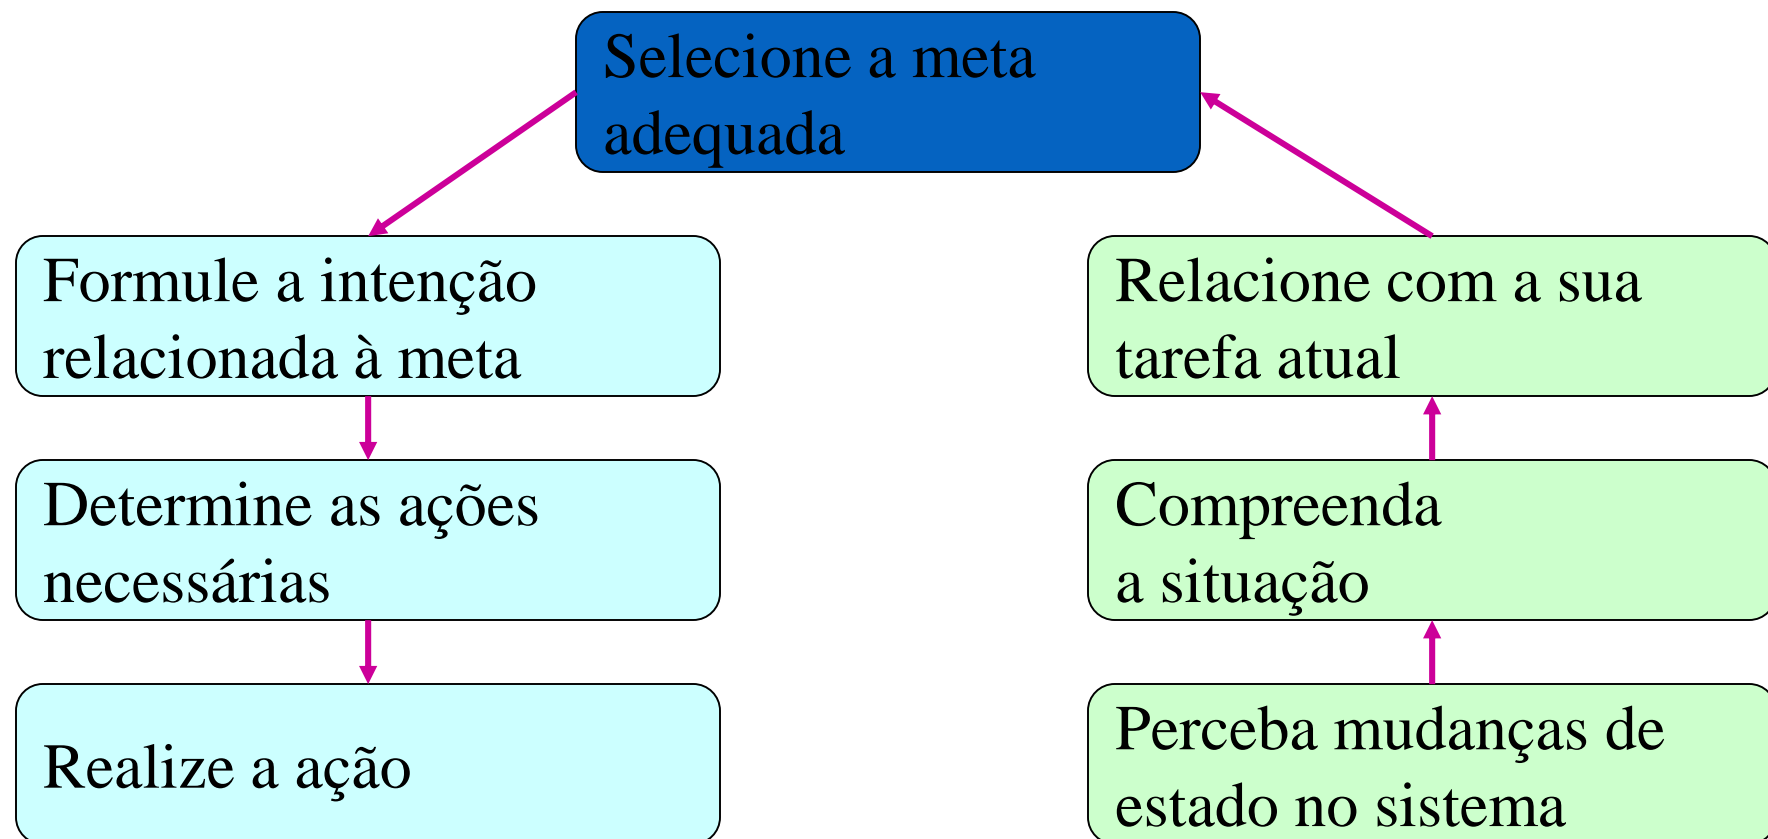 Selecione a meta
adequada
Formule a intenção
relacionada à meta
Relacione com a sua
tarefa atual
Determine as ações
necessárias
Compreenda
a situação
Realize a ação
Perceba mudanças de
estado no sistema